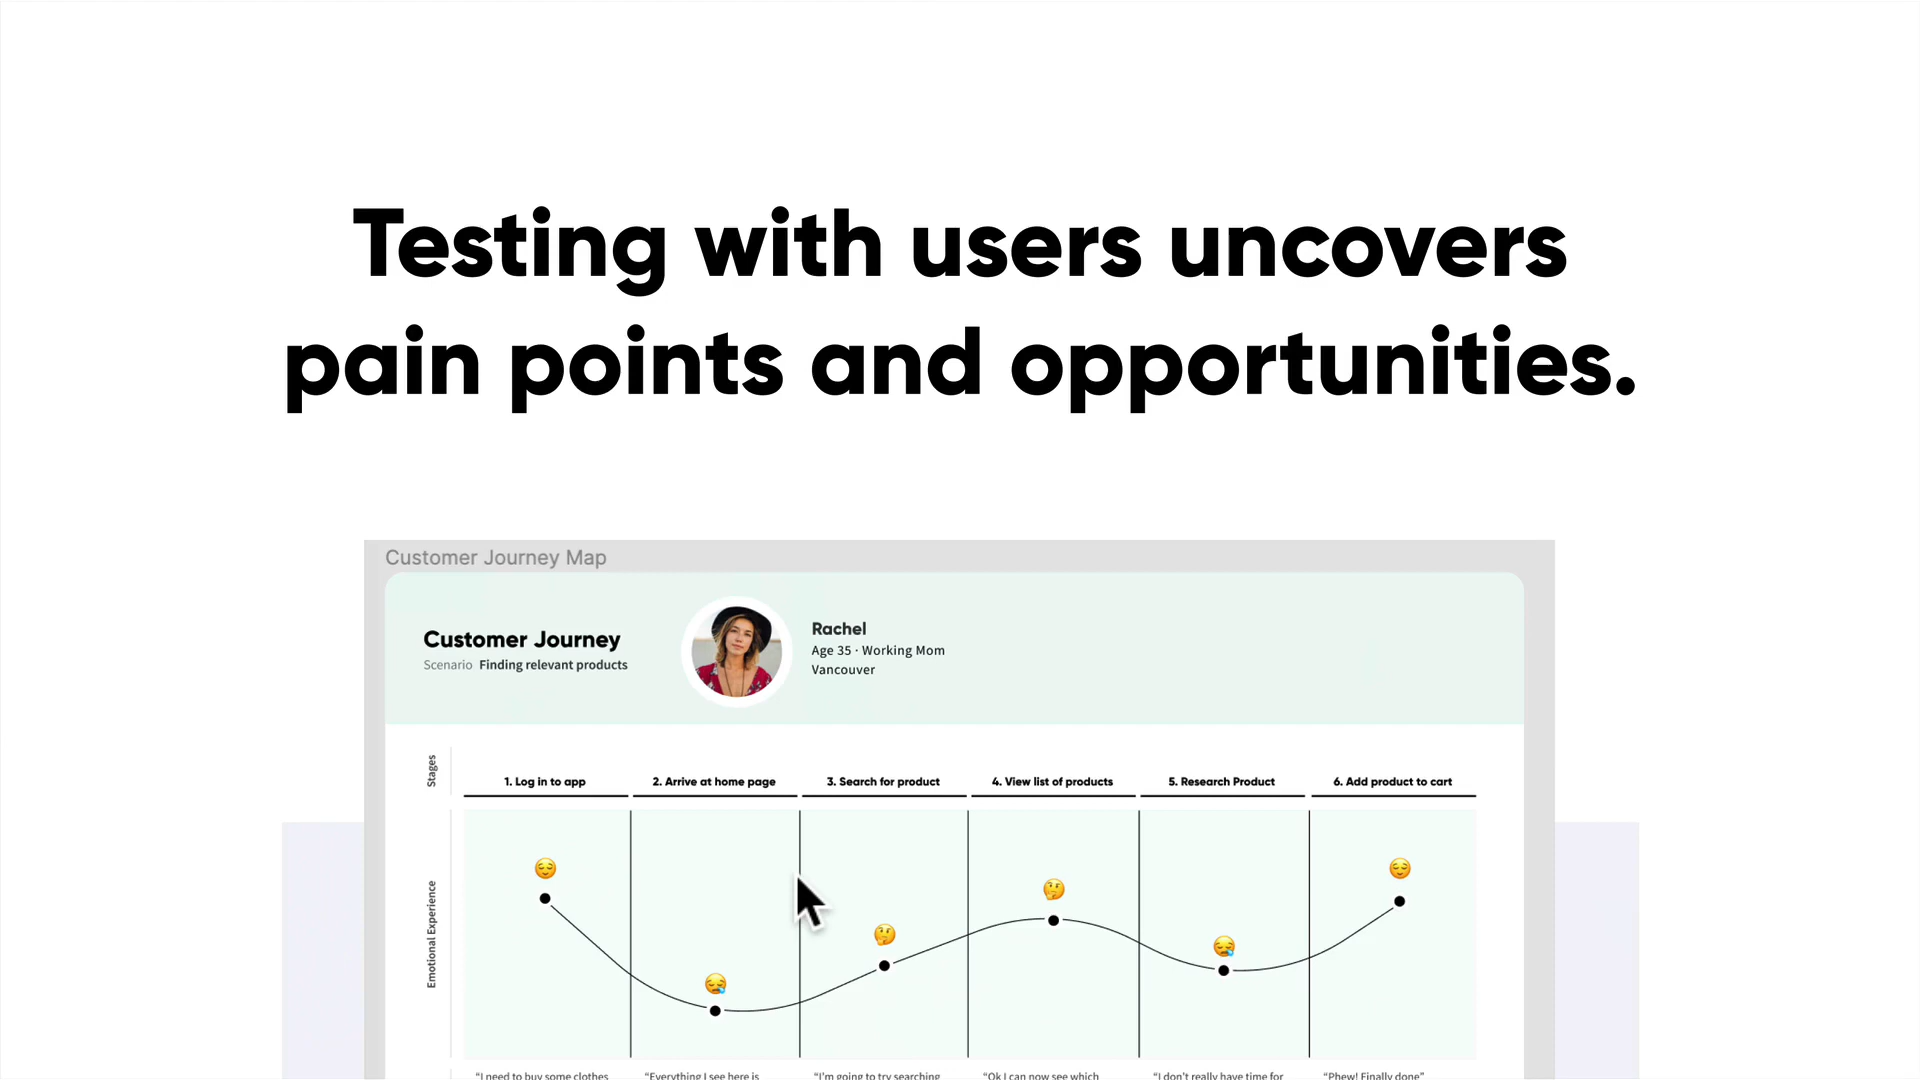 Testing with users uncovers
pain points and opportunities.
Customer Journey Map
Customer Journey
Scenario Finding relevant products
Rachel
Age 35 · Working Mom
Vancouver
Stages
1. Log in to app
2. Arrive at home page
3. Search for product
4. View list of products
5. Research Product
6. Add product to cart
Emotional Experience
“I need to buy some clothes
“Everything I see here is
“I'm going to try searching
“Ok I can now see which
“I don't really have time for
“Phew! Finally done”